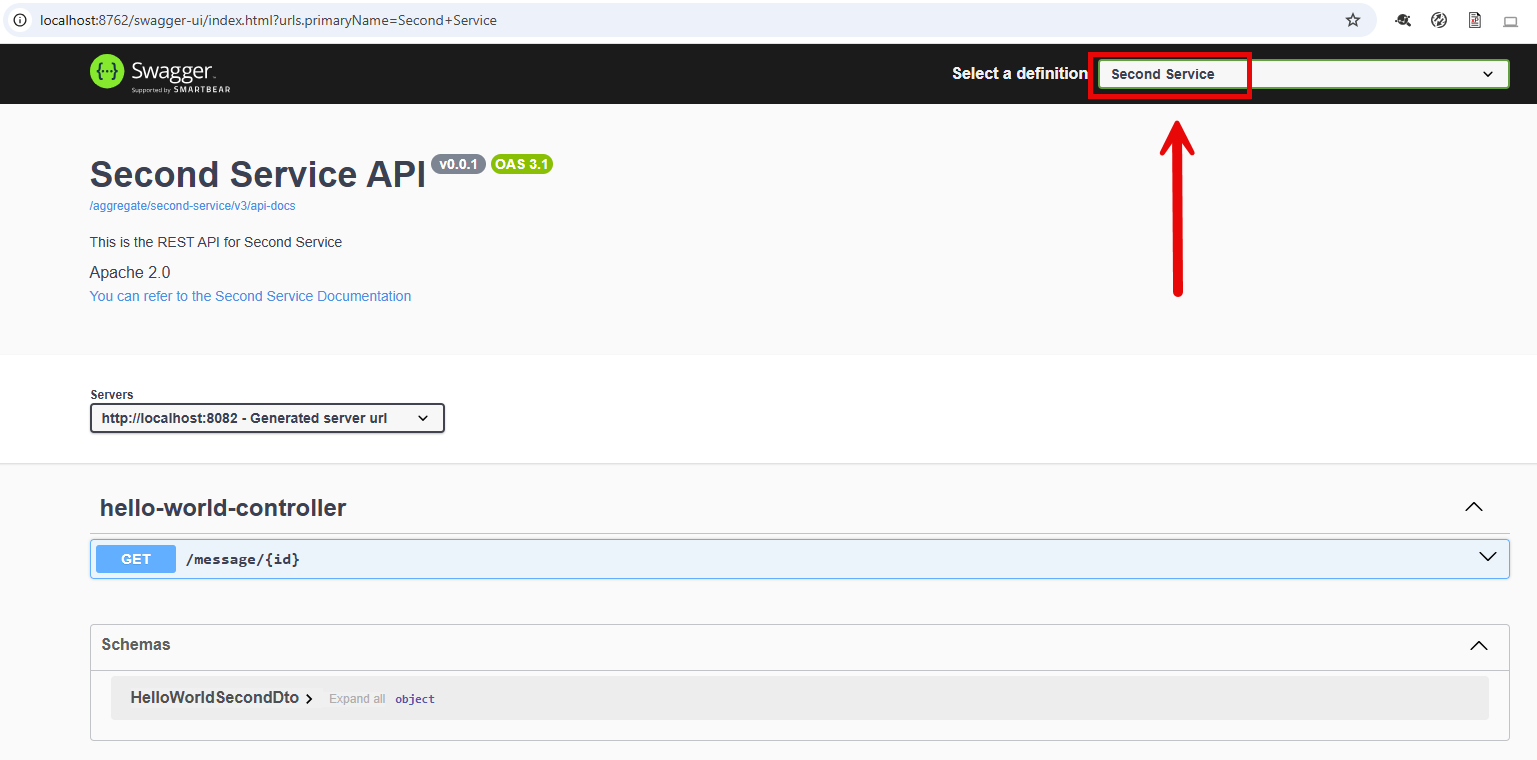 localhost:8762/swagger-ui/index.html?urls.primaryName=Second+Service
Swagger
Supported by SMARTBEAR
Select a definition
Second Service
Second Service API v0.0.1 OAS 3.1
/aggregate/second-service/v3/api-docs
This is the REST API for Second Service
Apache 2.0
You can refer to the Second Service Documentation
Servers
http://localhost:8082 - Generated server url
hello-world-controller
GET /message/{id}
Schemas
HelloWorldSecondDto Expand all object